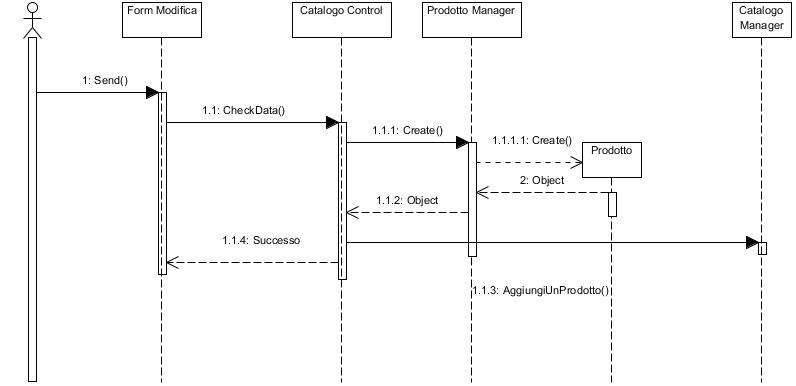 Form Modifica
Catalogo Control
Prodotto Manager
Catalogo
Manager
1: Send()
1.1: CheckData()
1.1.1: Create()
1.1.1.1: Create()
Prodotto
2: Object
1.1.2: Object
1.1.4: Successo
1.1.3: AggiungiUnProdotto()